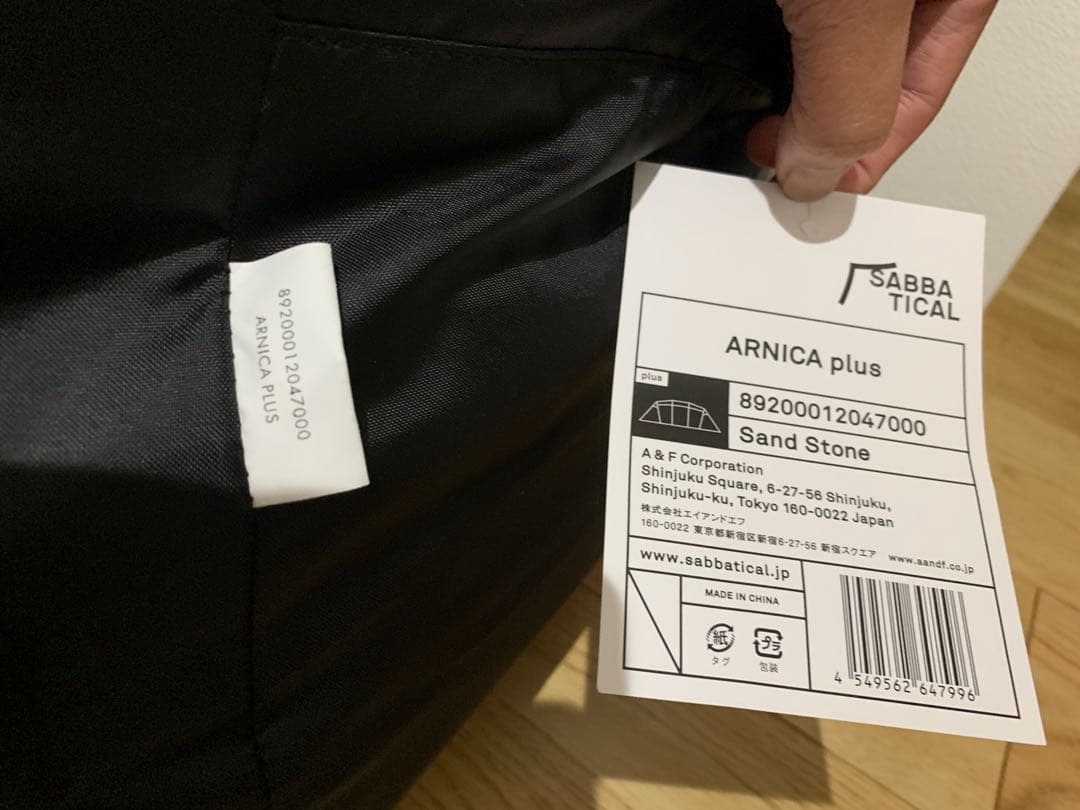 89200012047000
ARNICA PLUS
SABBA
TICAL
ARNICA plus
plus
89200012047000
Sand Stone
A & F Corporation
Shinjuku Square, 6-27-56 Shinjuku,
Shinjuku-ku, Tokyo 160-0022 Japan
株式会社エイアンドエフ
160-0022 東京都新宿区新宿6-27-56 新宿スクエア www.aandf.co.jp
www.sabbatical.jp
MADE IN CHINA
紙 プラ
タグ 包装
4 549562 647996